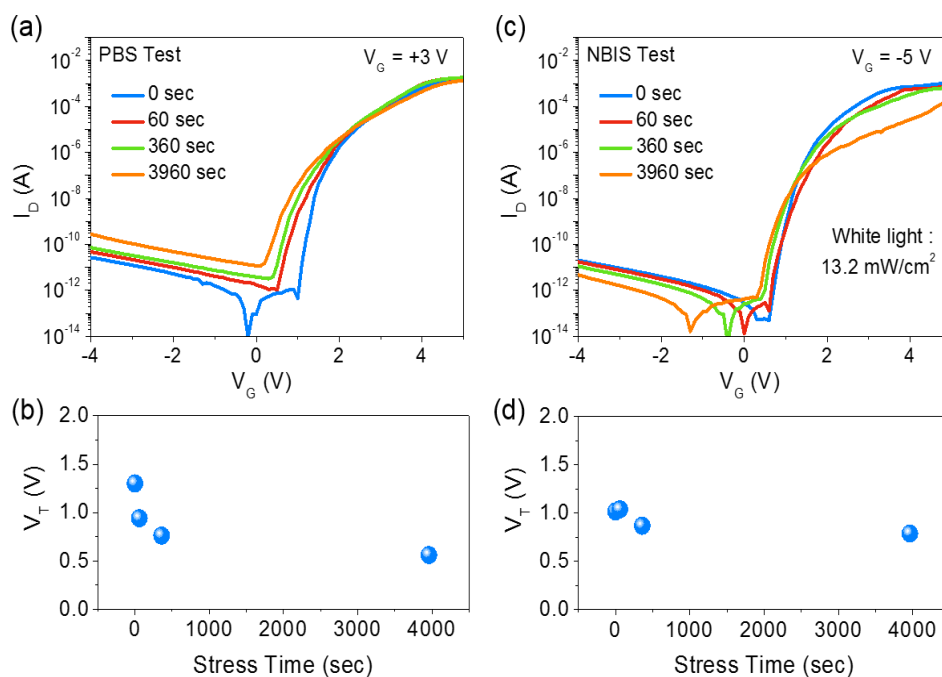 (a)
PBS Test
V_G = +3 V
0 sec
60 sec
360 sec
3960 sec
I_D (A)
10^-2
10^-4
10^-6
10^-8
10^-10
10^-12
10^-14
-4 -2 0 2 4
V_G (V)
(c)
NBIS Test
V_G = -5 V
0 sec
60 sec
360 sec
3960 sec
White light :
13.2 mW/cm^2
I_D (A)
10^-2
10^-4
10^-6
10^-8
10^-10
10^-12
10^-14
-4 -2 0 2 4
V_G (V)
(b)
V_T (V)
2.0
1.5
1.0
0.5
0.0
0 1000 2000 3000 4000 5000
Stress Time (sec)
(d)
V_T (V)
2.0
1.5
1.0
0.5
0.0
0 1000 2000 3000 4000 5000
Stress Time (sec)